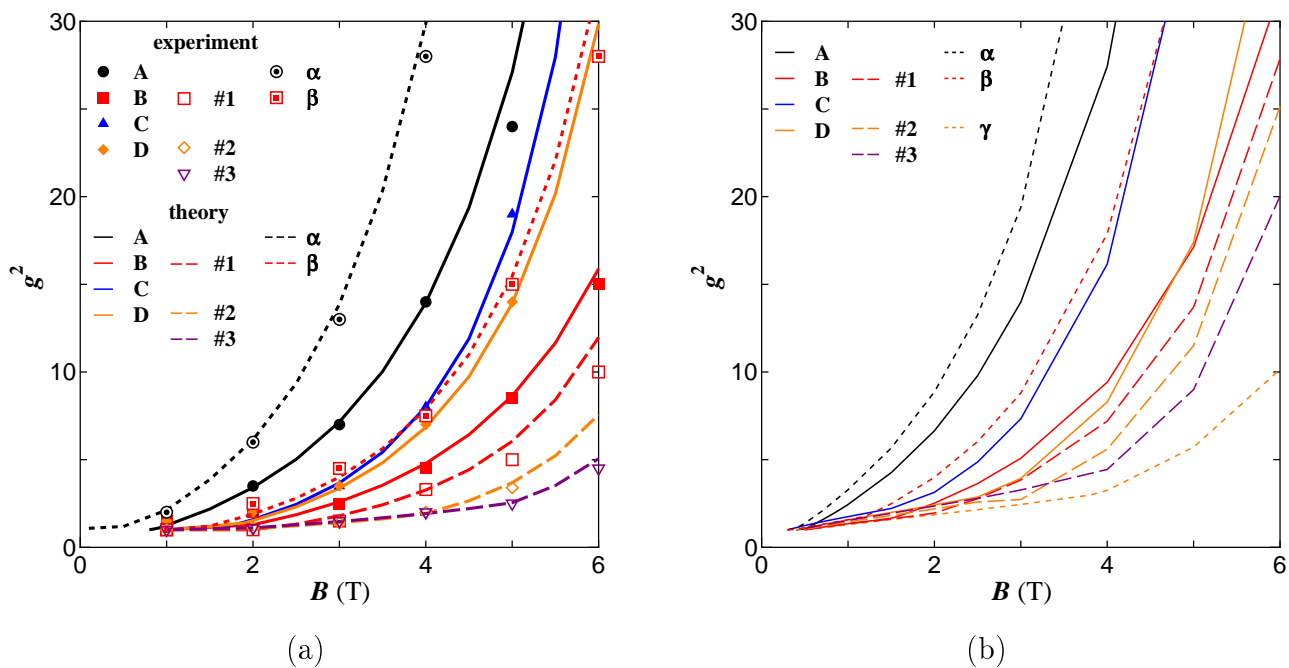 30
20
10
0
0
2
4
6
g²
B (T)
experiment
A
α
B
#1
β
C
D
#2
#3
theory
A
α
B
#1
β
C
D
#2
#3
(a)
30
20
10
0
0
2
4
6
g²
B (T)
A
α
B
#1
β
C
D
#2
γ
#3
(b)